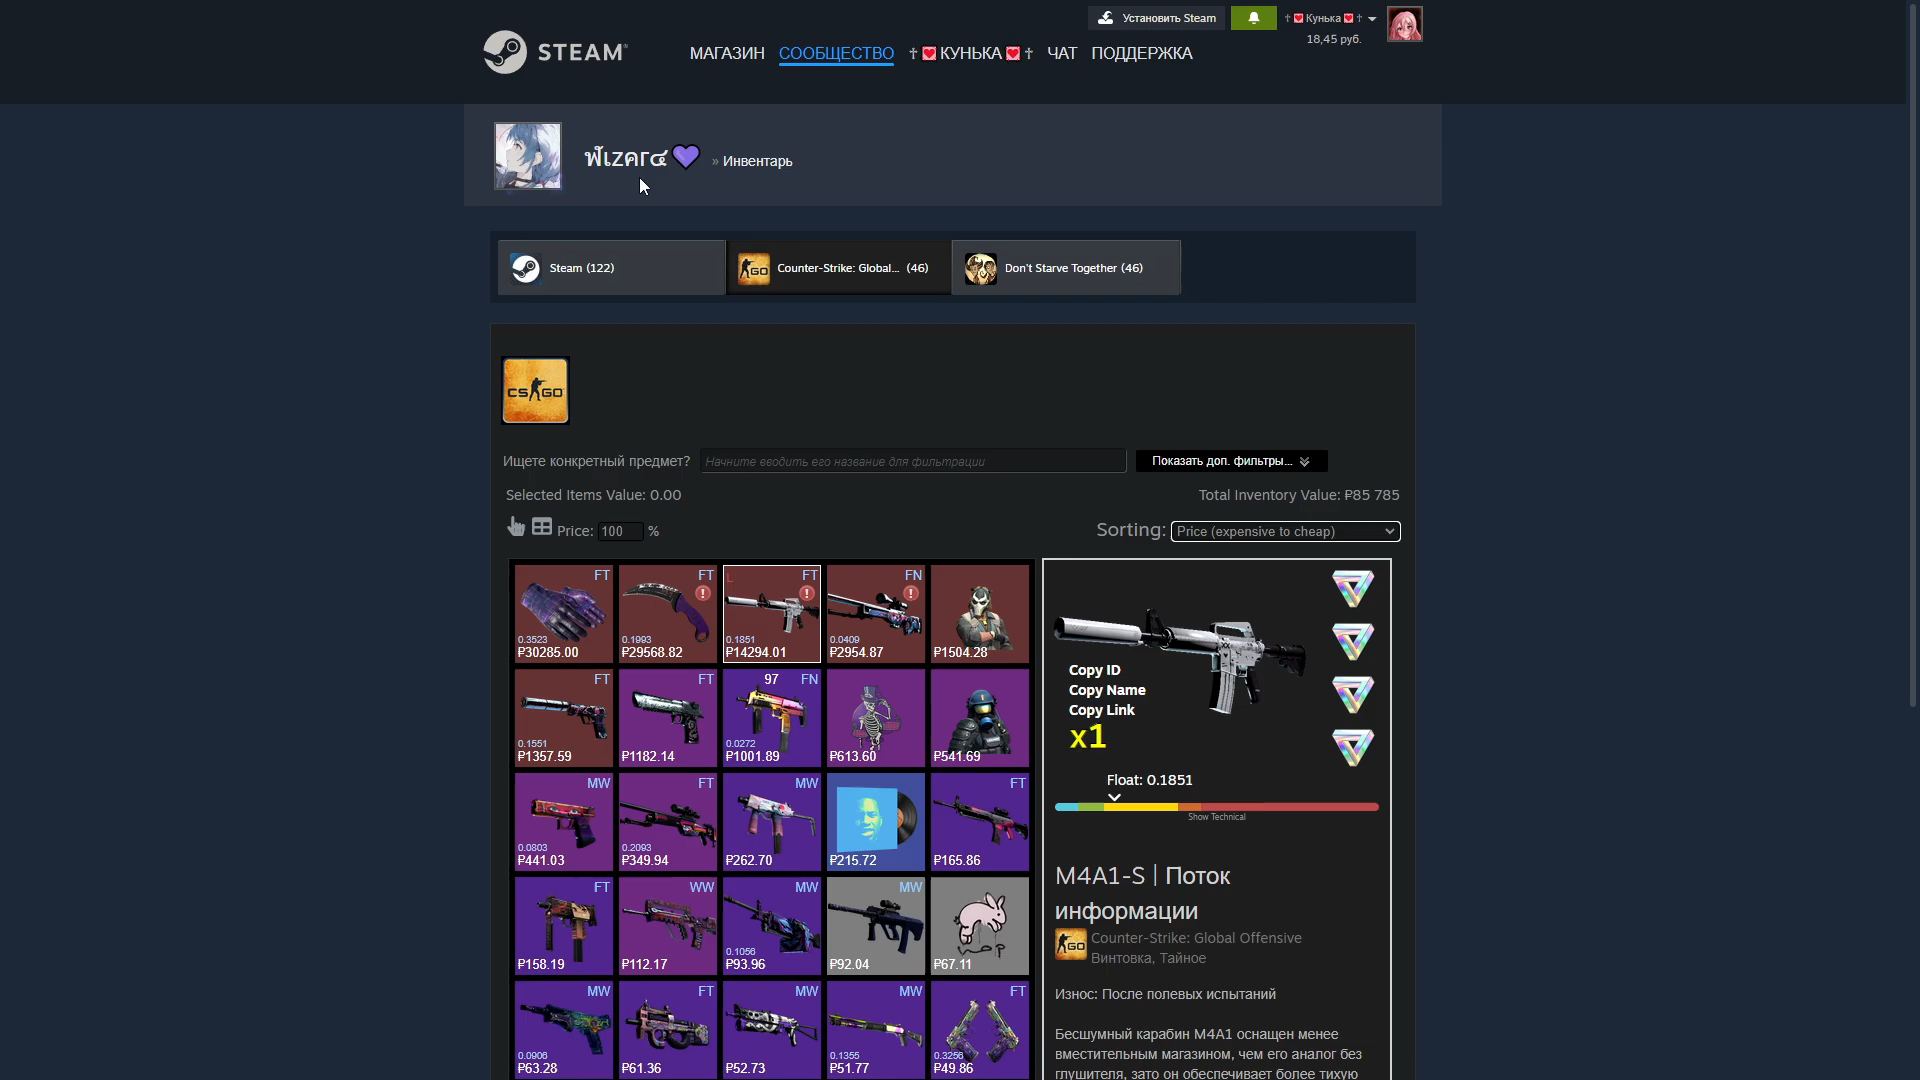 Установить Steam
† Кунька †
18,45 руб.
STEAM
МАГАЗИН СООБЩЕСТВО † КУНЬКА † ЧАТ ПОДДЕРЖКА
» Инвентарь
Steam (122)
Counter-Strike: Global... (46)
Don't Starve Together (46)
CS GO
Ищете конкретный предмет?
Начните вводить его название для фильтрации
Показать доп. фильтры...
Selected Items Value: 0.00
Total Inventory Value: ₽85 785
Price: 100 %
Sorting: Price (expensive to cheap)
FT 0.3523 ₽30285.00
FT 0.1993 ₽29568.82
L FT 0.1851 ₽14294.01
FN 0.0409 ₽2954.87
₽1504.28
FT 0.1551 ₽1357.59
FT ₽1182.14
97 FN 0.0272 ₽1001.89
₽613.60
₽541.69
MW 0.0803 ₽441.03
FT 0.2093 ₽349.94
MW ₽262.70
₽215.72
FT ₽165.86
FT ₽158.19
WW ₽112.17
MW 0.1056 ₽93.96
MW ₽92.04
₽67.11
MW 0.0906 ₽63.28
FT ₽61.36
MW ₽52.73
MW 0.1355 ₽51.77
FT 0.3256 ₽49.86
Copy ID
Copy Name
Copy Link
x1
Float: 0.1851
Show Technical
M4A1-S | Поток
информации
Counter-Strike: Global Offensive
Винтовка, Тайное
Износ: После полевых испытаний
Бесшумный карабин M4A1 оснащен менее
вместительным магазином, чем его аналог без
глушителя, зато он обеспечивает более тихую